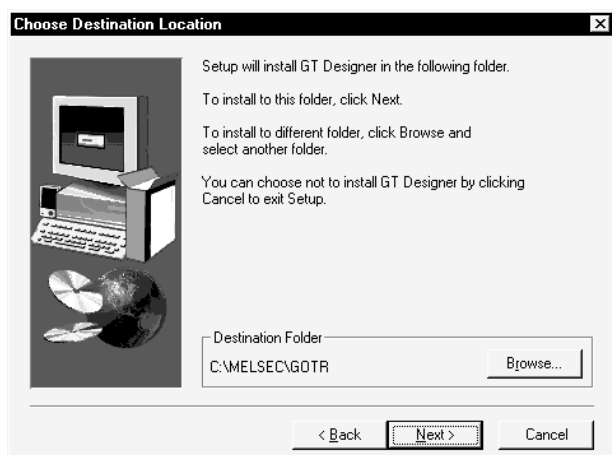 Choose Destination Location
Setup will install GT Designer in the following folder.
To install to this folder, click Next.
To install to different folder, click Browse and
select another folder.
You can choose not to install GT Designer by clicking
Cancel to exit Setup.
Destination Folder
C:\MELSEC\GOTR
Browse...
< Back
Next >
Cancel